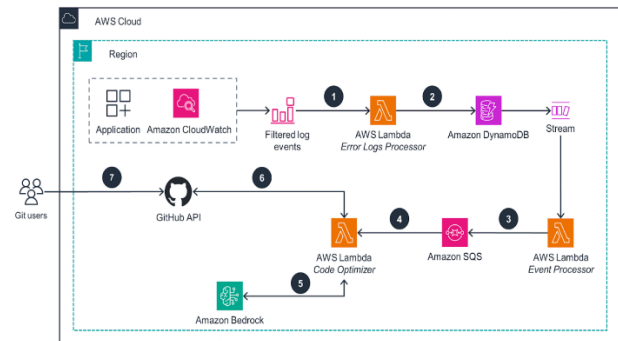 AWS Cloud
Region
Application
Amazon CloudWatch
Filtered log
events
1
AWS Lambda
Error Logs Processor
2
Amazon DynamoDB
Stream
Git users
7
GitHub API
6
AWS Lambda
Code Optimizer
4
Amazon SQS
3
AWS Lambda
Event Processor
5
Amazon Bedrock